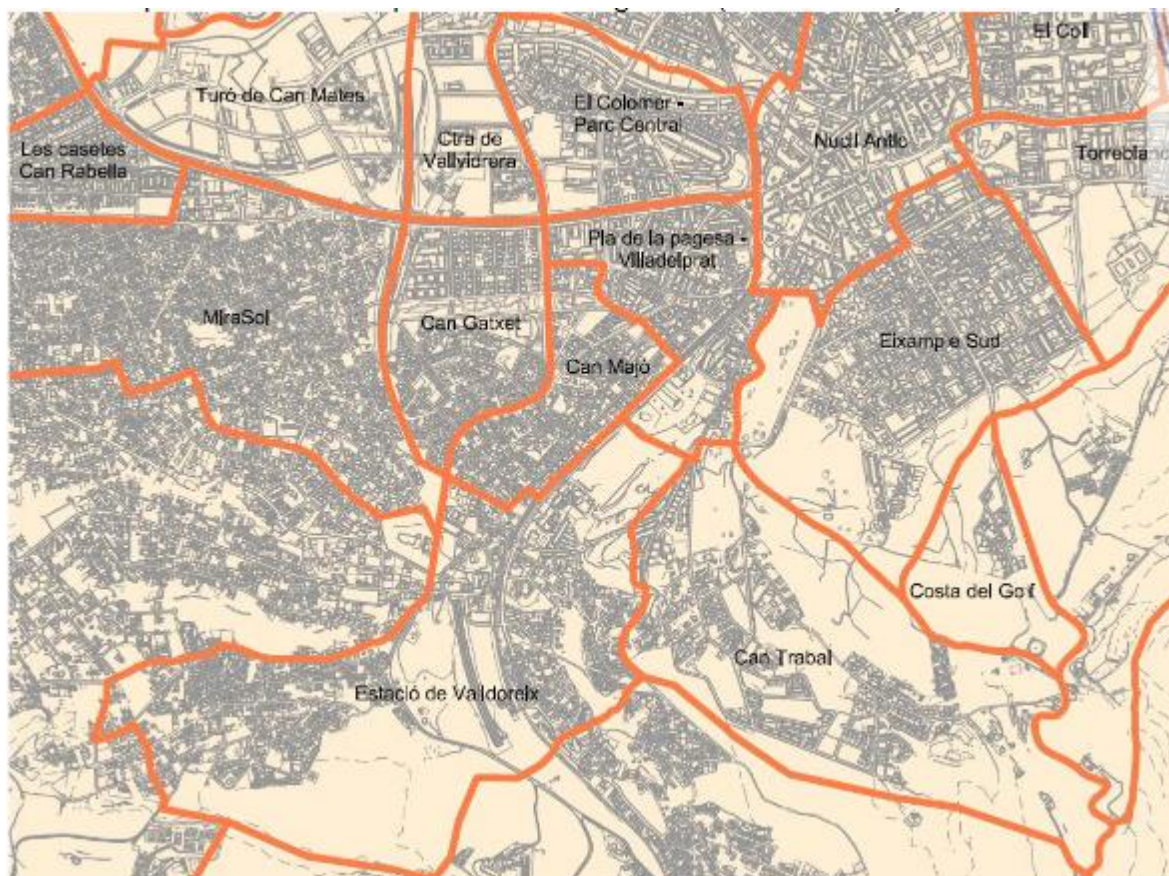 El Coll
Turó de Can Mates
El Colomer -
Parc Central
Ctra de
Vallvidrera
Nucli Antic
Les casetes
Can Rabella
Torreblanc
Pla de la pagesa -
Villadelprat
MiraSol
Can Gatxet
Eixample Sud
Can Majó
Costa del Golf
Can Trabal
Estació de Valldoreix